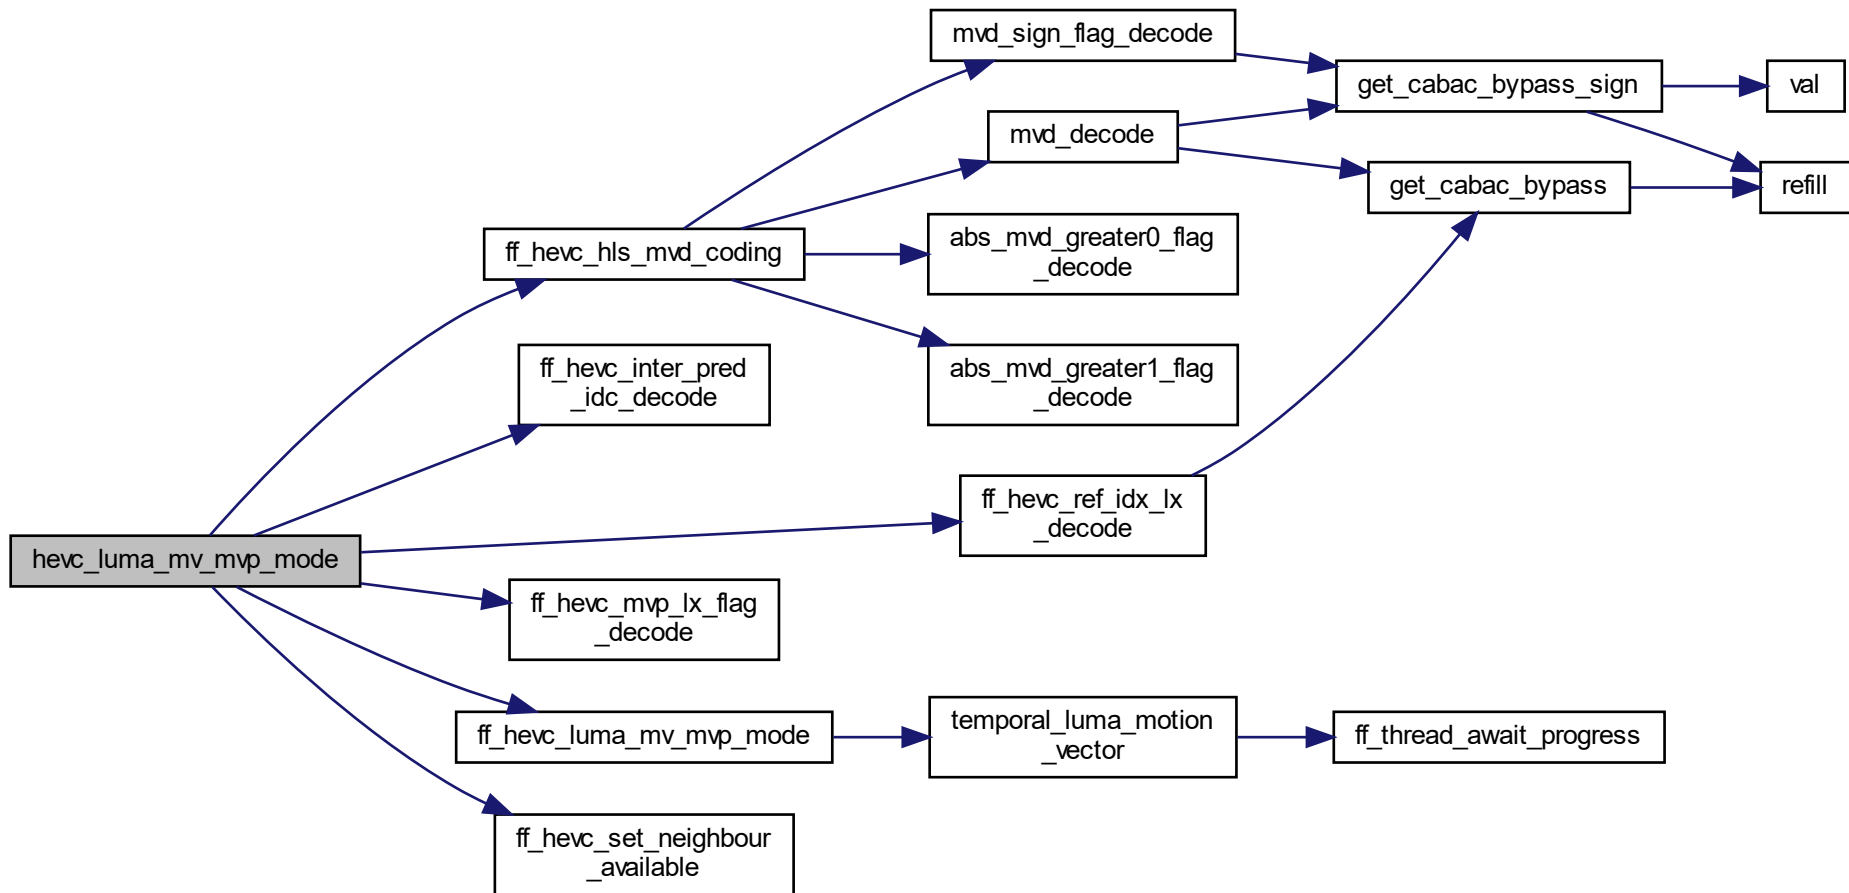 mvd_sign_flag_decode
get_cabac_bypass_sign
val
mvd_decode
get_cabac_bypass
refill
ff_hevc_hls_mvd_coding
abs_mvd_greater0_flag
_decode
ff_hevc_inter_pred
_idc_decode
abs_mvd_greater1_flag
_decode
ff_hevc_ref_idx_lx
_decode
hevc_luma_mv_mvp_mode
ff_hevc_mvp_lx_flag
_decode
ff_hevc_luma_mv_mvp_mode
temporal_luma_motion
_vector
ff_thread_await_progress
ff_hevc_set_neighbour
_available